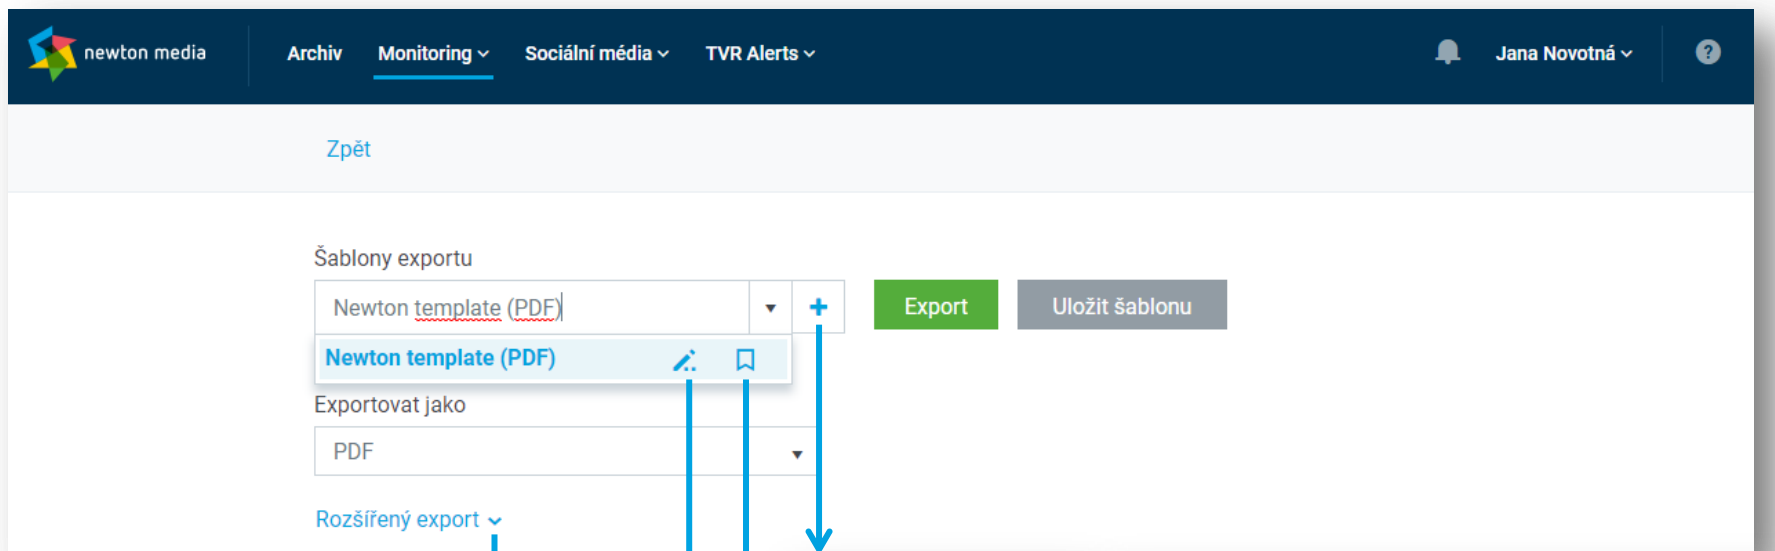 newton media Archiv Monitoring Sociální média TVR Alerts Jana Novotná ?
Zpět
Šablony exportu
Newton template (PDF) Export Uložit šablonu
Newton template (PDF)
Exportovat jako
PDF
Rozšířený export